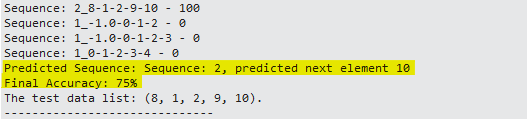 Sequence: 2_8-1-2-9-10 - 100
Sequence: 1_-1.0-0-1-2 - 0
Sequence: 1_-1.0-0-1-2-3 - 0
Sequence: 1_0-1-2-3-4 - 0
Predicted Sequence: Sequence: 2, predicted next element 10
Final Accuracy: 75%
The test data list: (8, 1, 2, 9, 10).
------------------------------